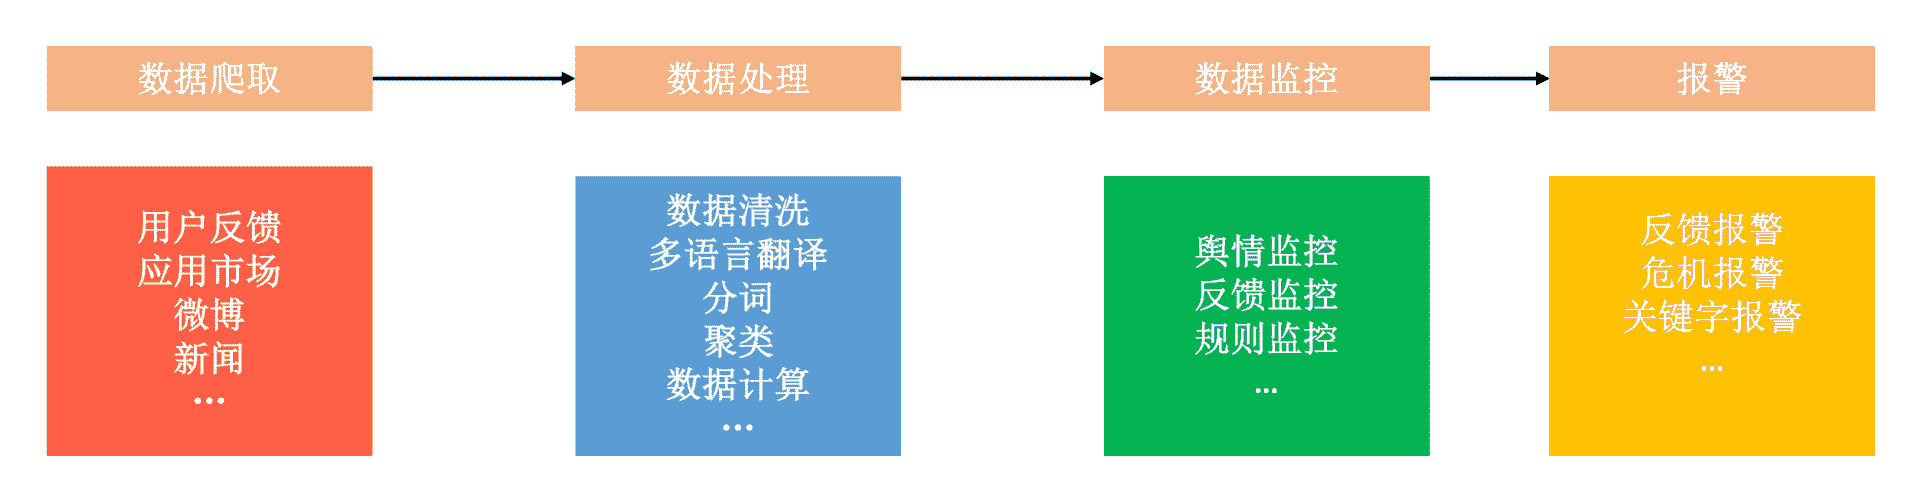 数据爬取
数据处理
数据监控
报警
用户反馈
应用市场
微博
新闻
...
数据清洗
多语言翻译
分词
聚类
数据计算
...
舆情监控
反馈监控
规则监控
...
反馈报警
危机报警
关键字报警
...